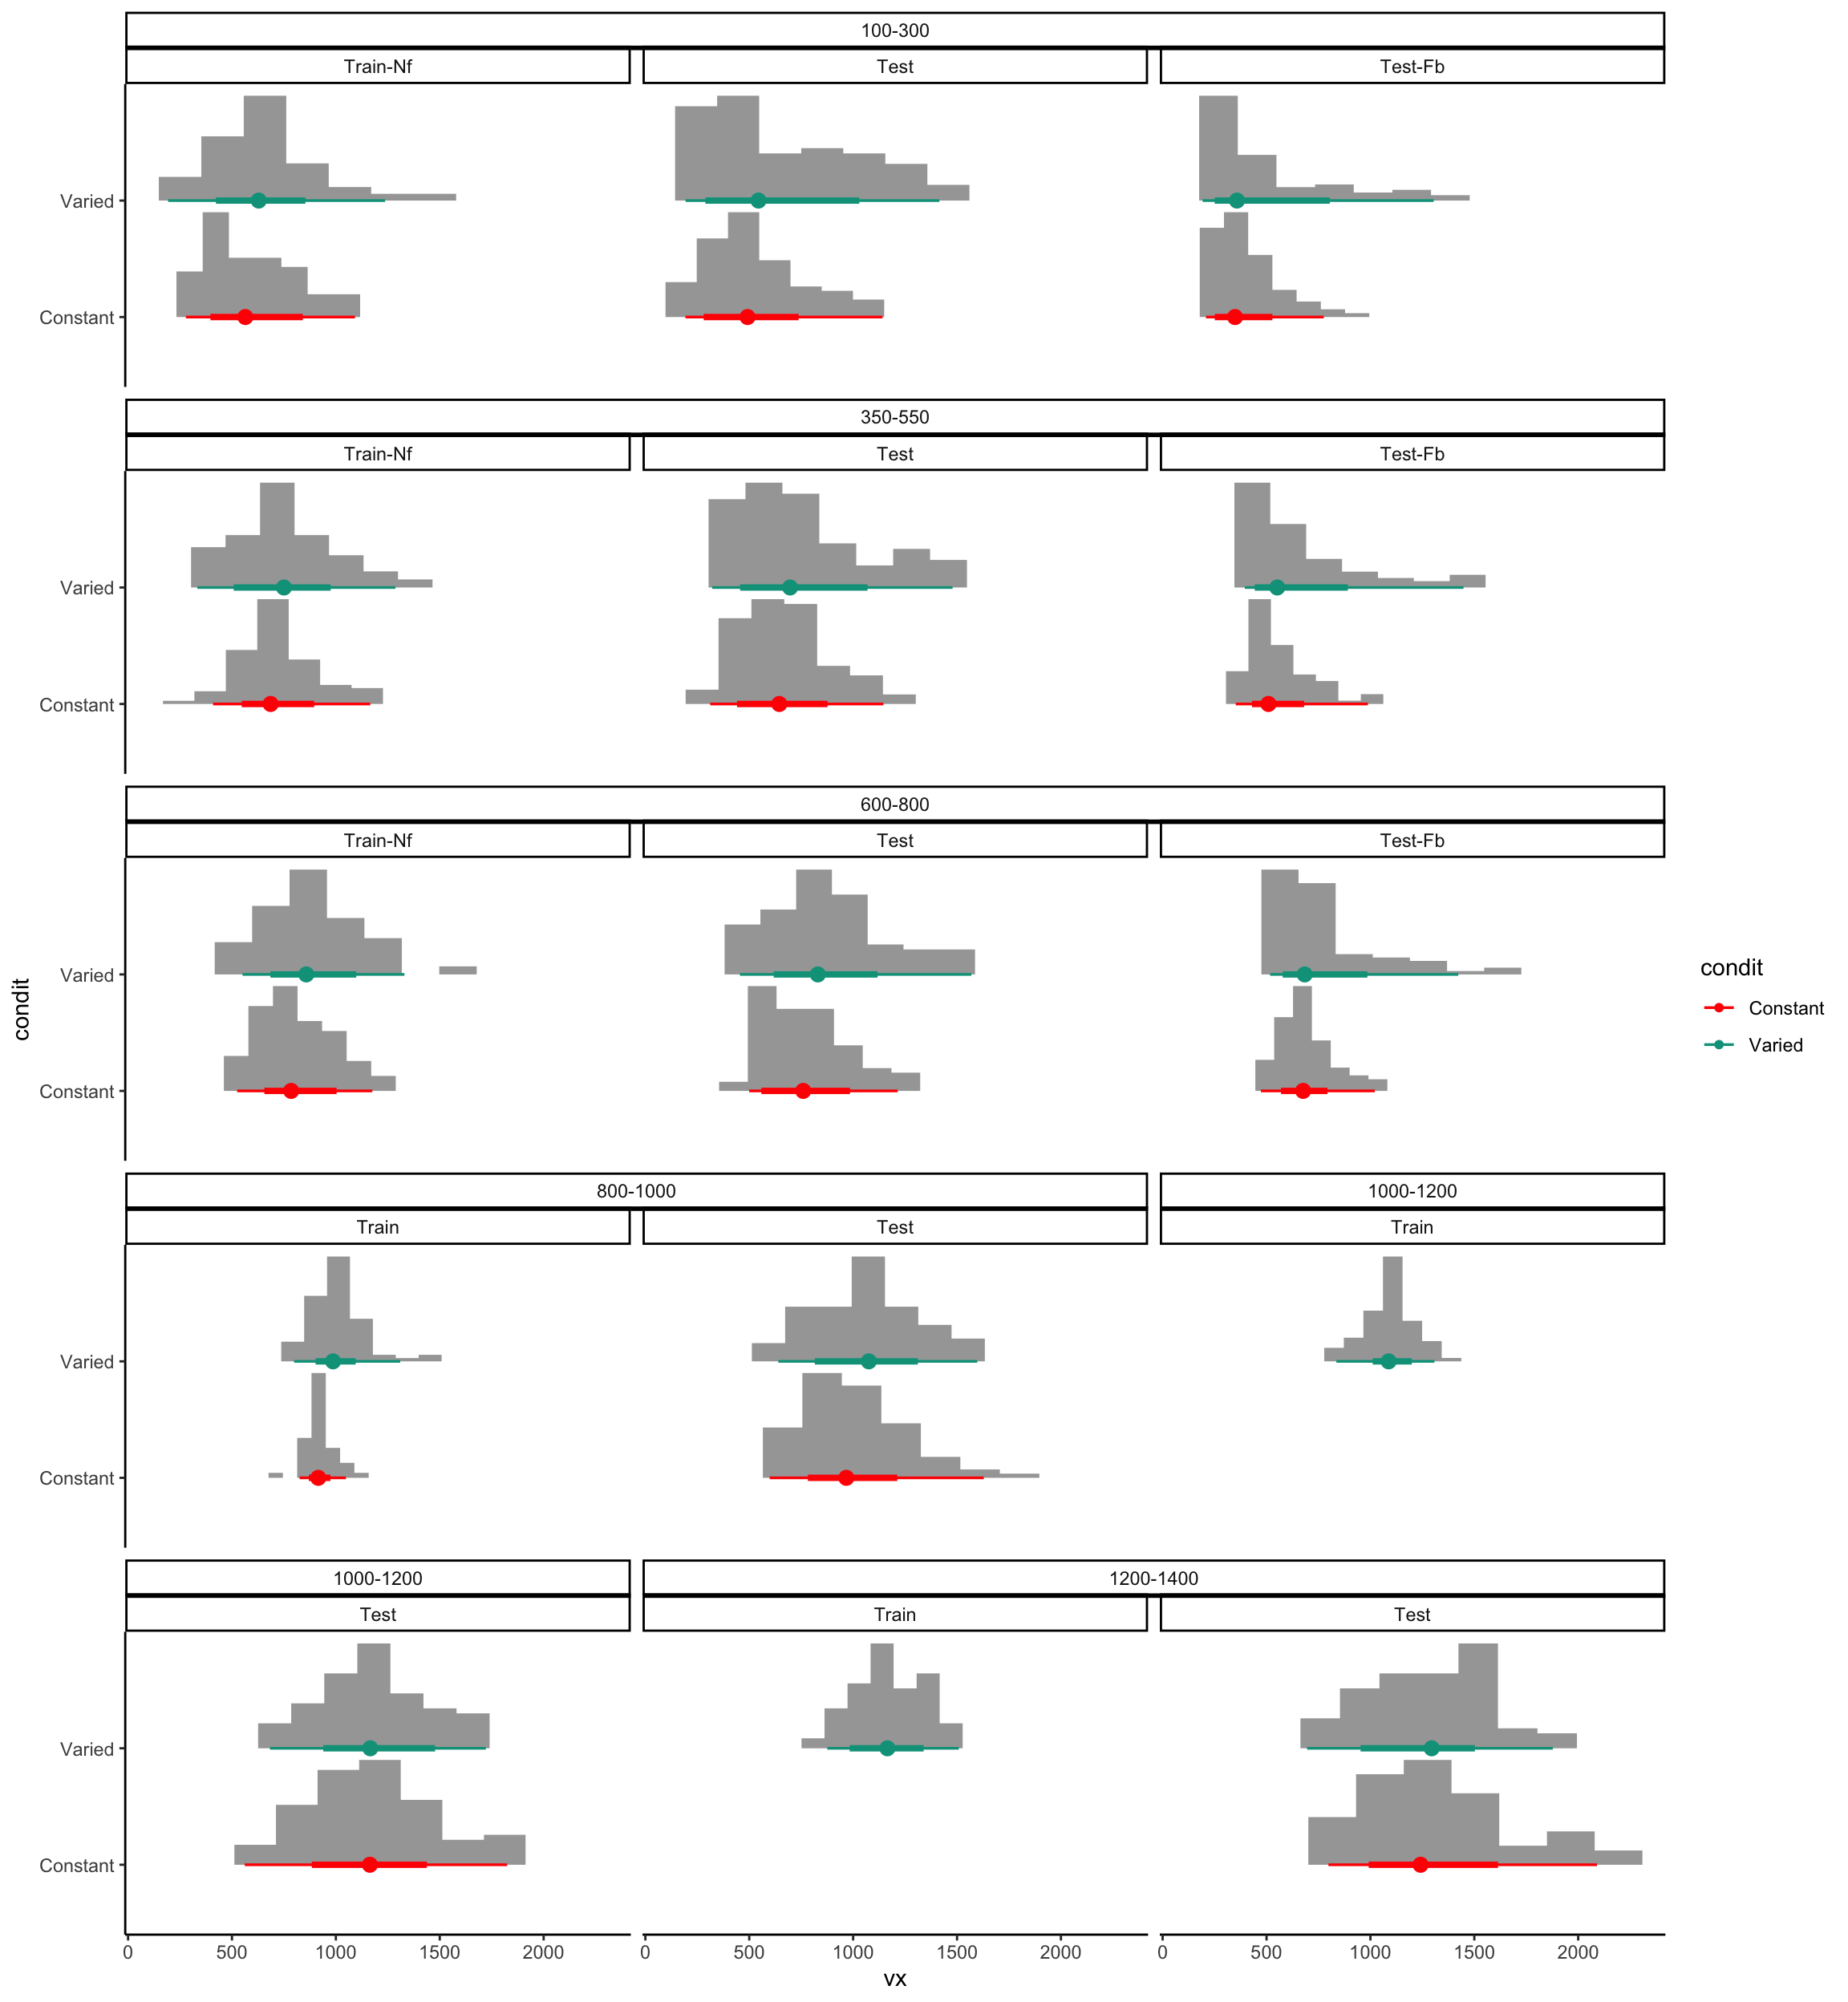 100-300
Train-Nf Test Test-Fb
Varied
Constant
350-550
Train-Nf Test Test-Fb
Varied
Constant
600-800
Train-Nf Test Test-Fb
Varied
Constant
800-1000 1000-1200
Train Test Train
Varied
Constant
1000-1200 1200-1400
Test Train Test
Varied
Constant
0 500 1000 1500 2000 0 500 1000 1500 2000 0 500 1000 1500 2000
vx
condit
condit
Constant
Varied